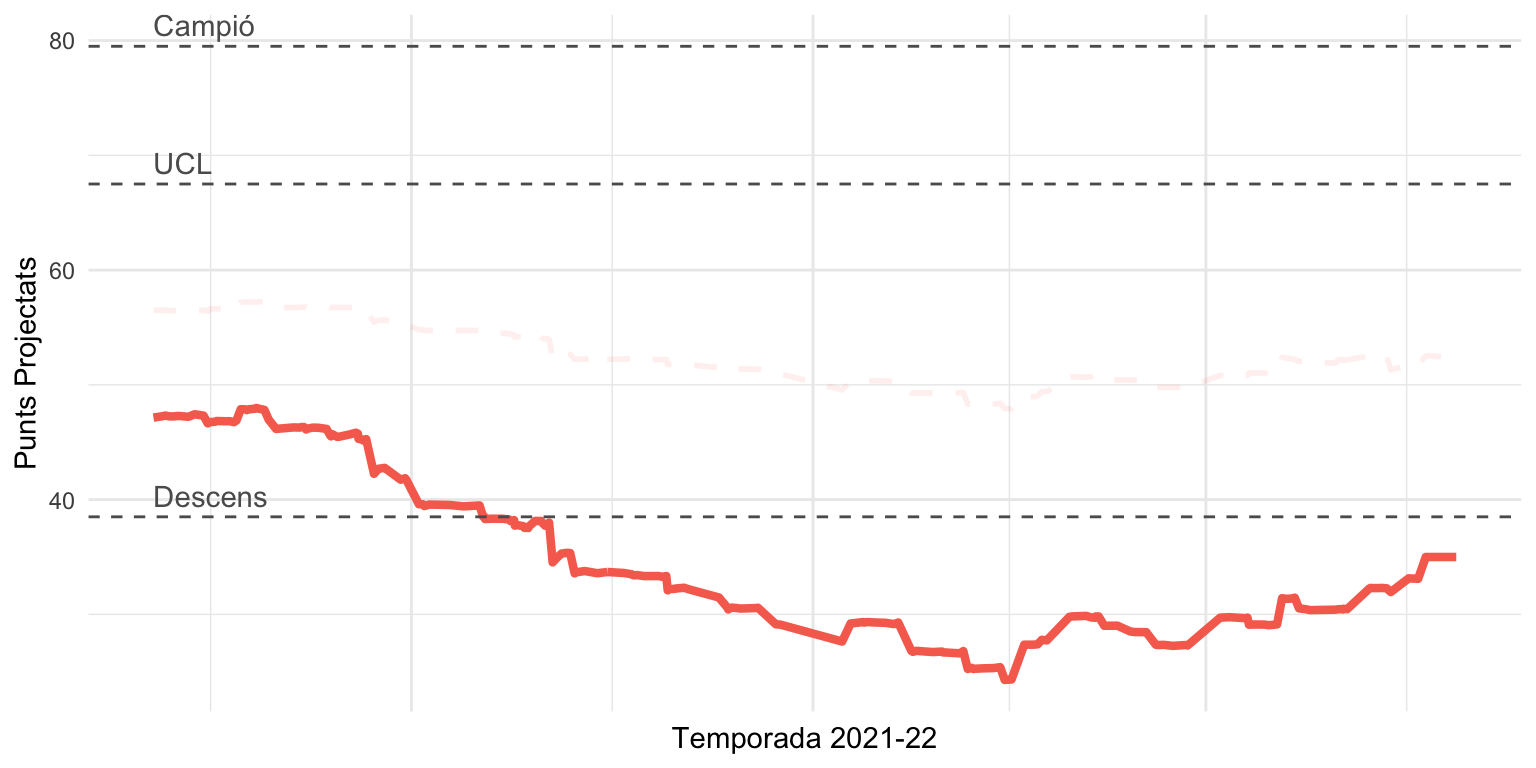 Campió
80
UCL
60
Punts Projectats
Descens
40
Temporada 2021-22